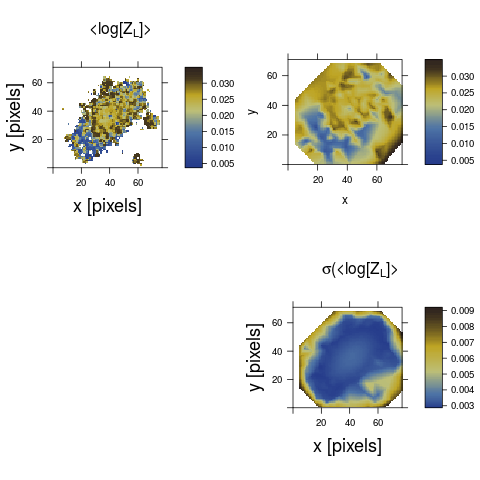 <log[Z_L]>
y [pixels]
60
40
20
20 40 60
x [pixels]
0.030
0.025
0.020
0.015
0.010
0.005
y
60
40
20
20 40 60
x
0.030
0.025
0.020
0.015
0.010
0.005
σ(<log[Z_L]>
y [pixels]
60
40
20
20 40 60
x [pixels]
0.009
0.008
0.007
0.006
0.005
0.004
0.003